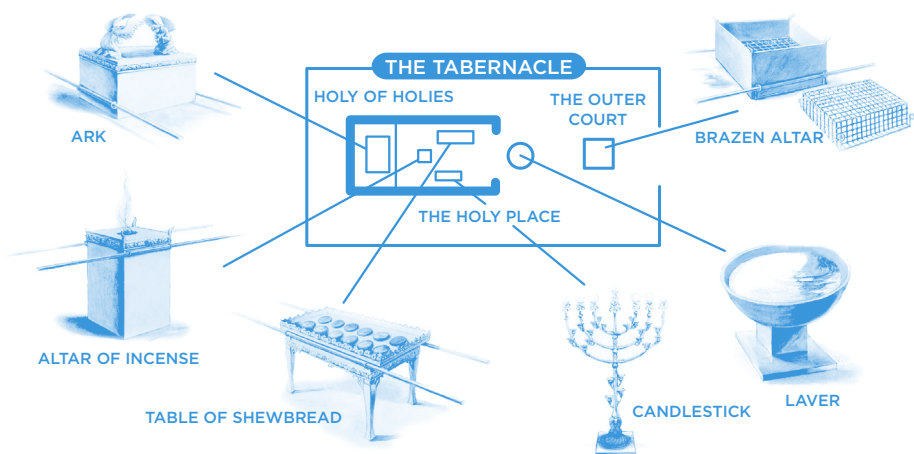 THE TABERNACLE
HOLY OF HOLIES
THE OUTER
COURT
ARK
BRAZEN ALTAR
THE HOLY PLACE
ALTAR OF INCENSE
TABLE OF SHEWBREAD
CANDLESTICK
LAVER